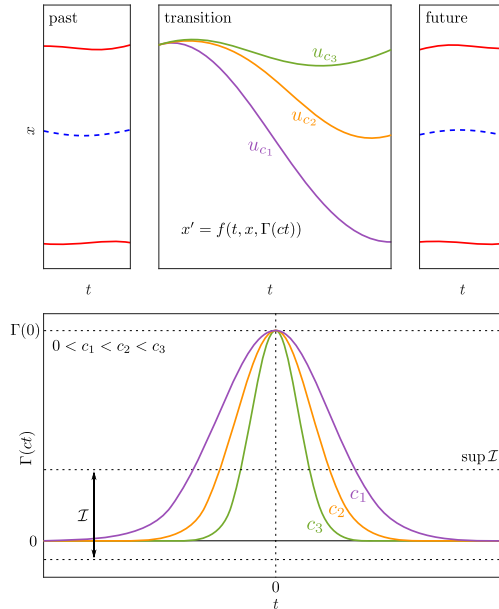 past
transition
future
x
u_{c_3}
u_{c_2}
u_{c_1}
x′ = f(t, x, Γ(ct))
t
t
t
Γ(0)
0 < c_1 < c_2 < c_3
Γ(ct)
sup ℐ
ℐ
c_1
c_2
c_3
0
0
t